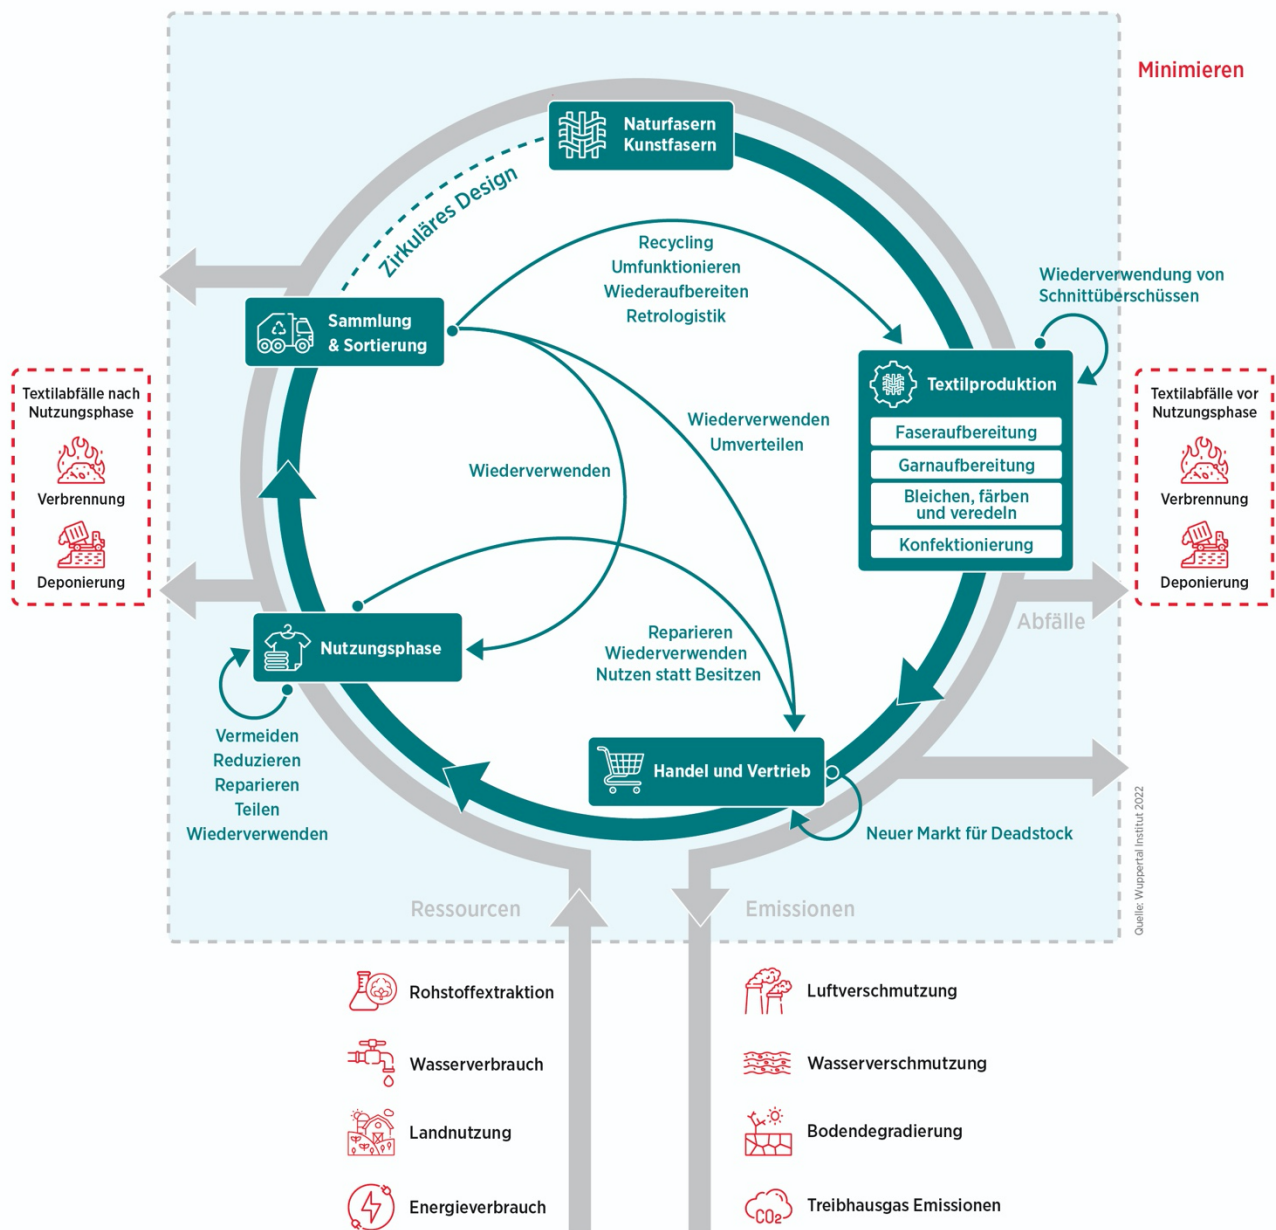 Minimieren
Naturfasern
Kunstfasern
Zirkuläres Design
Recycling
Umfunktionieren
Wiederaufbereiten
Retrologistik
Wiederverwendung von
Schnittüberschüssen
Sammlung
& Sortierung
Textilproduktion
Faseraufbereitung
Garnaufbereitung
Bleichen, färben
und veredeln
Konfektionierung
Textilabfälle nach
Nutzungsphase
Verbrennung
Deponierung
Textilabfälle vor
Nutzungsphase
Verbrennung
Deponierung
Wiederverwenden
Umverteilen
Wiederverwenden
Abfälle
Nutzungsphase
Reparieren
Wiederverwenden
Nutzen statt Besitzen
Vermeiden
Reduzieren
Reparieren
Teilen
Wiederverwenden
Handel und Vertrieb
Neuer Markt für Deadstock
Quelle: Wuppertal Institut 2022
Ressourcen
Emissionen
Rohstoffextraktion
Wasserverbrauch
Landnutzung
Energieverbrauch
Luftverschmutzung
Wasserverschmutzung
Bodendegradierung
CO₂
Treibhausgas Emissionen